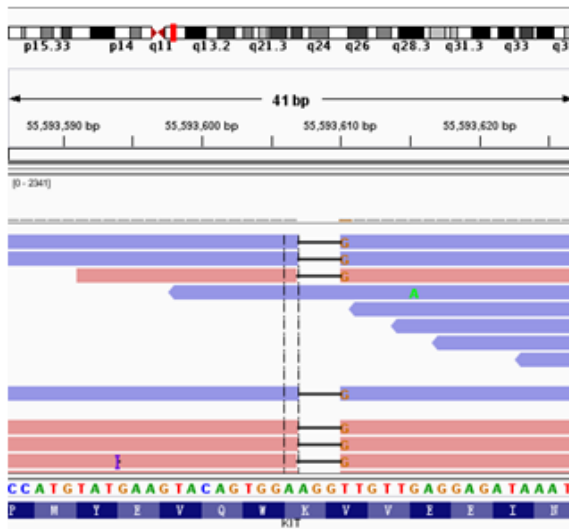 p15.33 p14 q11 q13.2 q21.3 q24 q26 q28.3 q31.3 q33 q3
41 bp
55,593,590 bp 55,593,600 bp 55,593,610 bp 55,593,620 bp
[0 - 2341]
G
G
G
A
G
G
G
G
CCATGTATGAAGTACAGTGGAAGGTTGTTGAGGAGATAAAT
P M Y E V Q W K V V E E I N
KIT